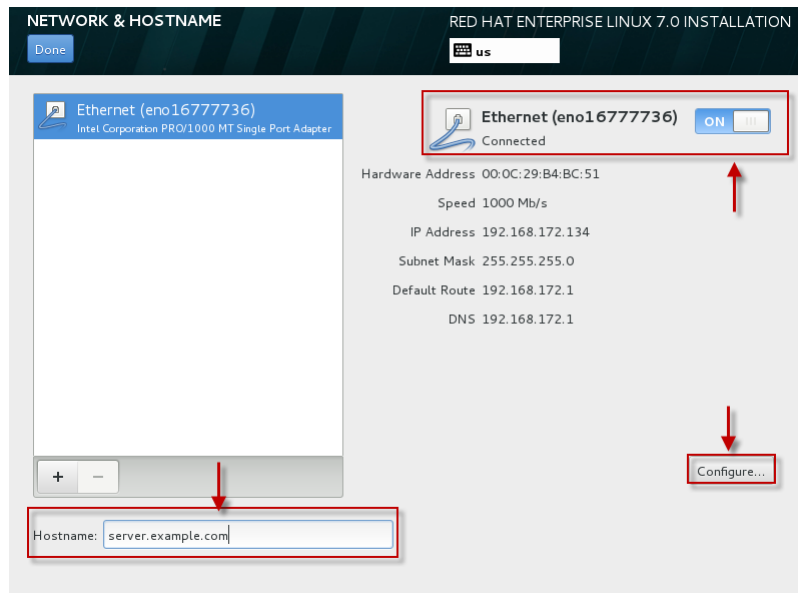 NETWORK & HOSTNAME
RED HAT ENTERPRISE LINUX 7.0 INSTALLATION
Done
us
Ethernet (eno16777736)
Intel Corporation PRO/1000 MT Single Port Adapter
Ethernet (eno16777736)
Connected
ON
Hardware Address 00:0C:29:B4:BC:51
Speed 1000 Mb/s
IP Address 192.168.172.134
Subnet Mask 255.255.255.0
Default Route 192.168.172.1
DNS 192.168.172.1
+ −
Configure...
Hostname: server.example.com